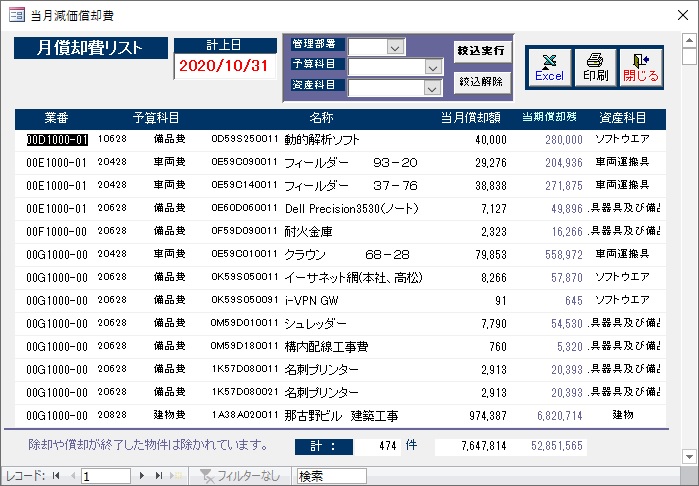 当月減価償却費
月償却費リスト
計上日
2020/10/31
管理部署
予算科目
資産科目
絞込実行
絞込解除
Excel
印刷
閉じる
業番 予算科目 名称 当月償却額 当期償却残 資産科目
00D1000-01 10628 備品費 0D59S250011 動的解析ソフト 40,000 280,000 ソフトウエア
00E1000-01 20428 車両費 0E59C090011 フィールダー 93-20 29,276 204,936 車両運搬具
00E1000-01 20428 車両費 0E59C140011 フィールダー 37-76 38,838 271,875 車両運搬具
00E1000-01 20628 備品費 0E60D060011 Dell Precision3530(ノート) 7,127 49,896 具器具及び備品
00F1000-00 20628 備品費 0F59D090011 耐火金庫 2,323 16,266 具器具及び備品
00G1000-00 20428 車両費 0E59C010011 クラウン 68-28 79,853 558,972 車両運搬具
00G1000-00 20628 備品費 0K59S050011 イーサネット網(本社、高松) 8,266 57,870 ソフトウエア
00G1000-00 20628 備品費 0K59S050091 i-VPN GW 91 645 ソフトウエア
00G1000-00 20628 備品費 0M59D010011 シュレッダー 7,790 54,530 具器具及び備品
00G1000-00 20628 備品費 0M59D180011 構内配線工事費 760 5,320 具器具及び備品
00G1000-00 20628 備品費 1K57D080011 名刺プリンター 2,913 20,393 具器具及び備品
00G1000-00 20628 備品費 1K57D080021 名刺プリンター 2,913 20,393 具器具及び備品
00G1000-00 20828 建物費 1A38A020011 那古野ビル 建築工事 974,387 6,820,714 建物
除却や償却が終了した物件は除かれています。 計: 474 件 7,647,814 52,851,565
レコード: 1 フィルターなし 検索